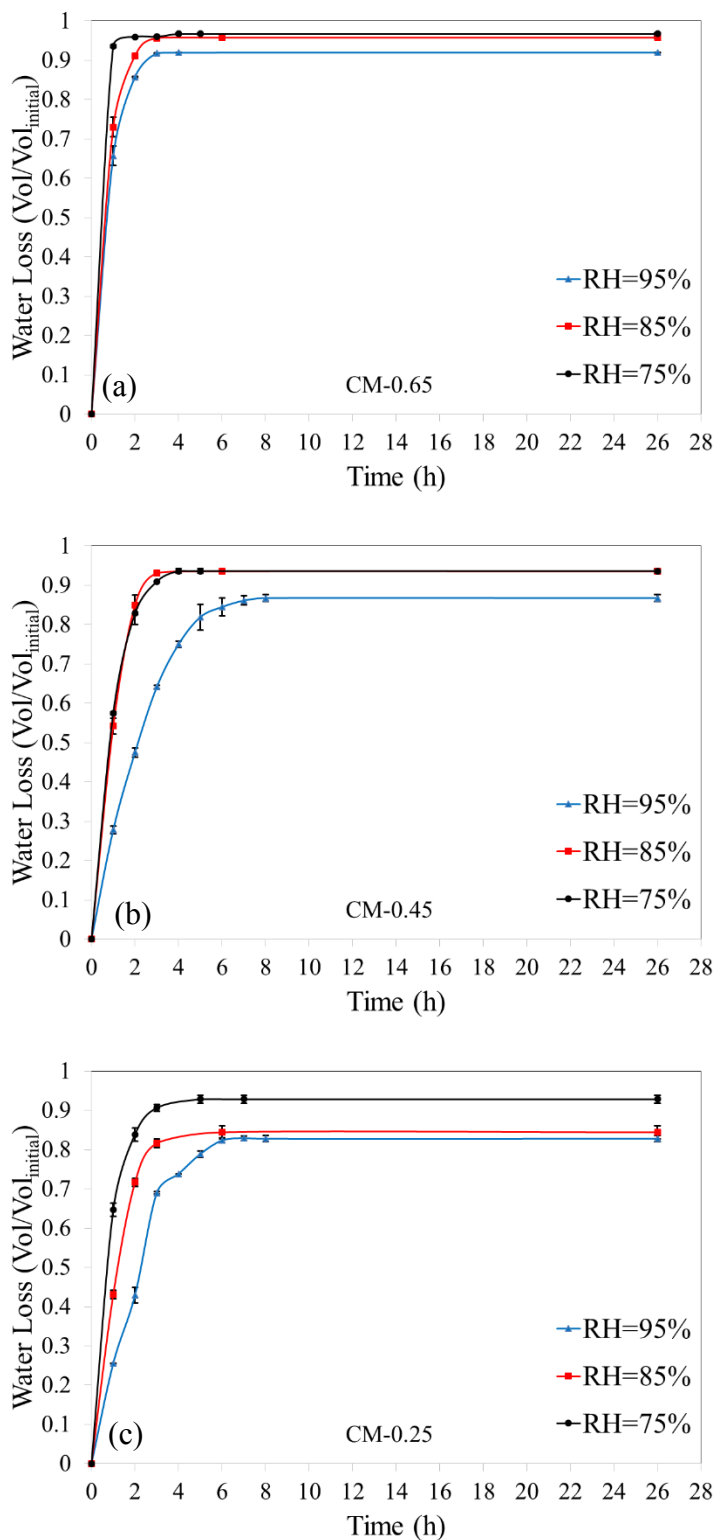 1
0.9
0.8
0.7
0.6
0.5
0.4
0.3
0.2
0.1
0
Water Loss (Vol/Vol_initial)
RH=95%
RH=85%
RH=75%
(a)
CM-0.65
0 2 4 6 8 10 12 14 16 18 20 22 24 26 28
Time (h)
1
0.9
0.8
0.7
0.6
0.5
0.4
0.3
0.2
0.1
0
Water Loss (Vol/Vol_initial)
RH=95%
RH=85%
RH=75%
(b)
CM-0.45
0 2 4 6 8 10 12 14 16 18 20 22 24 26 28
Time (h)
1
0.9
0.8
0.7
0.6
0.5
0.4
0.3
0.2
0.1
0
Water Loss (Vol/Vol_initial)
RH=95%
RH=85%
RH=75%
(c)
CM-0.25
0 2 4 6 8 10 12 14 16 18 20 22 24 26 28
Time (h)